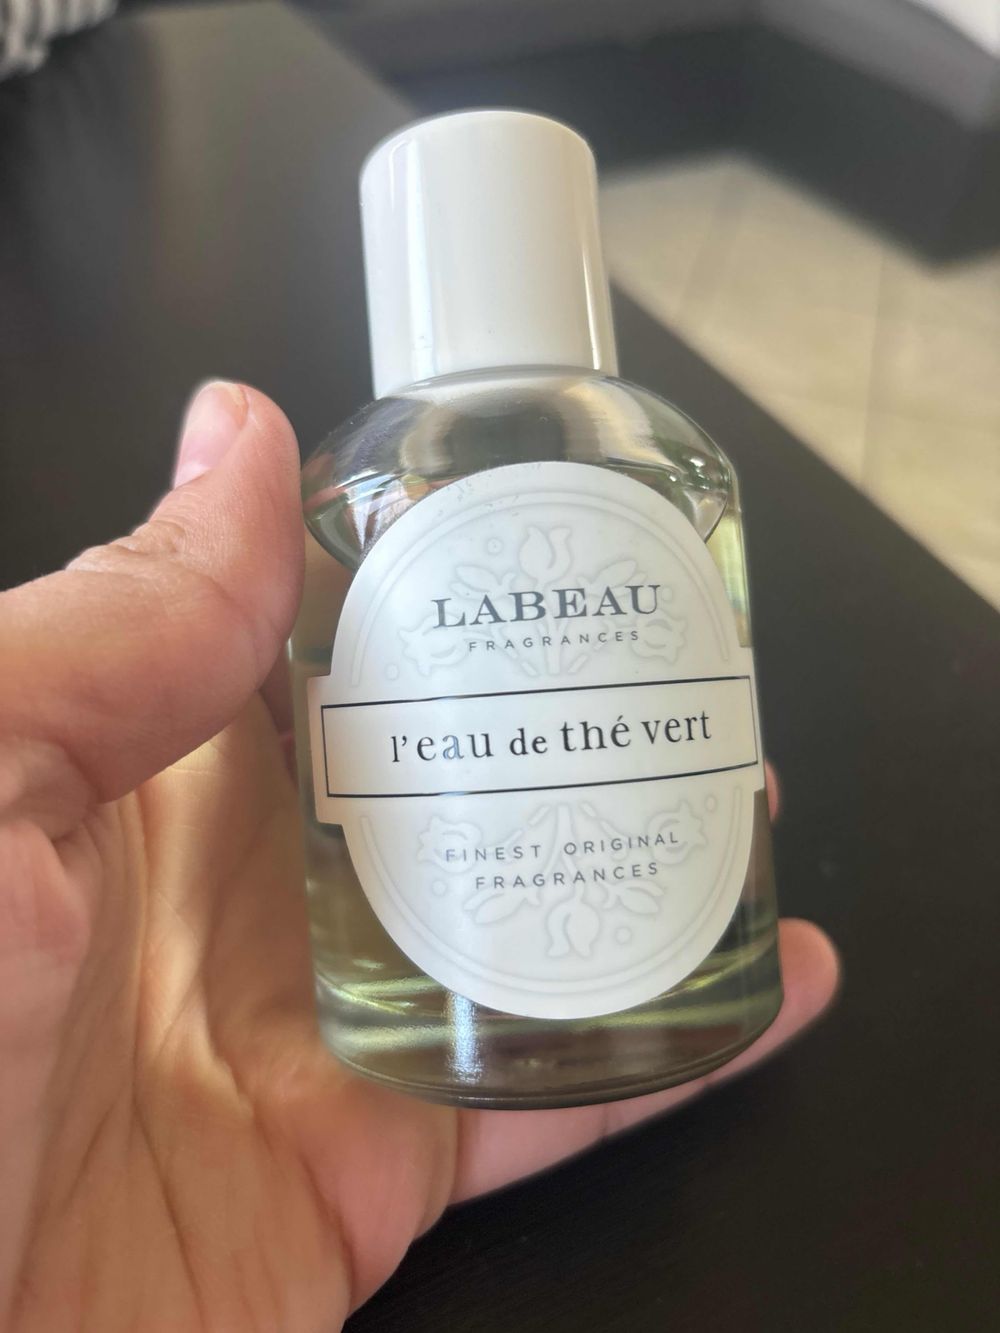 LABEAU
FRAGRANCES
l'eau de thé vert
FINEST ORIGINAL
FRAGRANCES